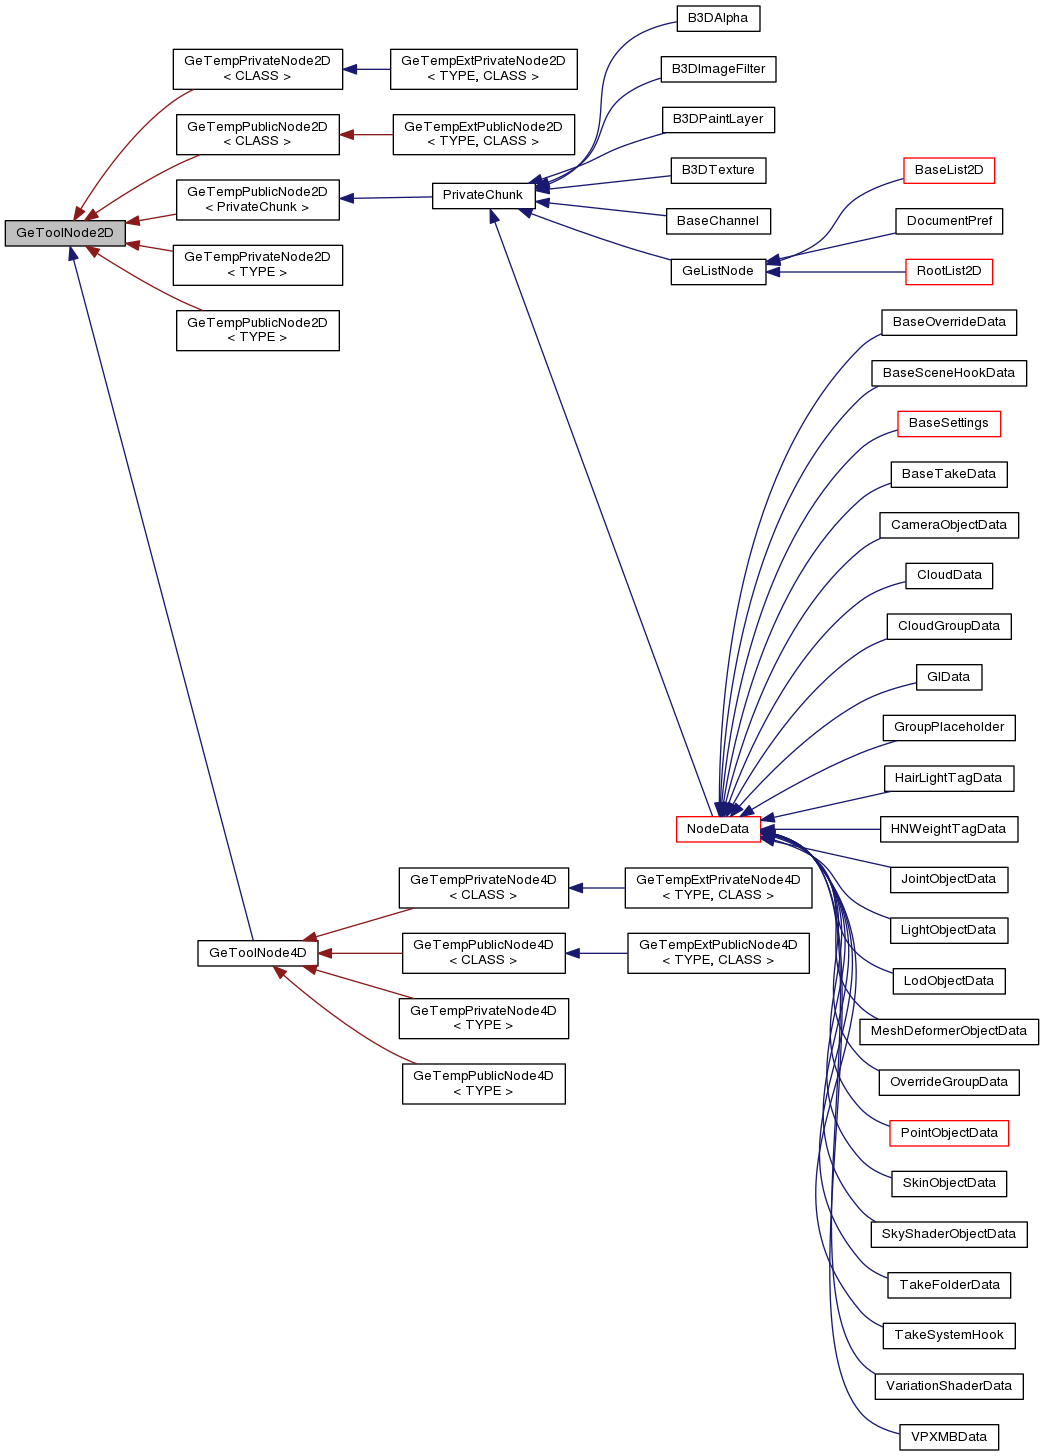 B3DAlpha
GeTempPrivateNode2D
< CLASS >
GeTempExtPrivateNode2D
< TYPE, CLASS >
B3DImageFilter
GeTempPublicNode2D
< CLASS >
GeTempExtPublicNode2D
< TYPE, CLASS >
B3DPaintLayer
B3DTexture
BaseList2D
GeTempPublicNode2D
< PrivateChunk >
PrivateChunk
BaseChannel
DocumentPref
GeToolNode2D
GeTempPrivateNode2D
< TYPE >
GeListNode
RootList2D
GeTempPublicNode2D
< TYPE >
BaseOverrideData
BaseSceneHookData
BaseSettings
BaseTakeData
CameraObjectData
CloudData
CloudGroupData
GIData
GroupPlaceholder
HairLightTagData
NodeData
HNWeightTagData
GeTempPrivateNode4D
< CLASS >
GeTempExtPrivateNode4D
< TYPE, CLASS >
JointObjectData
LightObjectData
GeToolNode4D
GeTempPublicNode4D
< CLASS >
GeTempExtPublicNode4D
< TYPE, CLASS >
LodObjectData
GeTempPrivateNode4D
< TYPE >
MeshDeformerObjectData
GeTempPublicNode4D
< TYPE >
OverrideGroupData
PointObjectData
SkinObjectData
SkyShaderObjectData
TakeFolderData
TakeSystemHook
VariationShaderData
VPXMBData